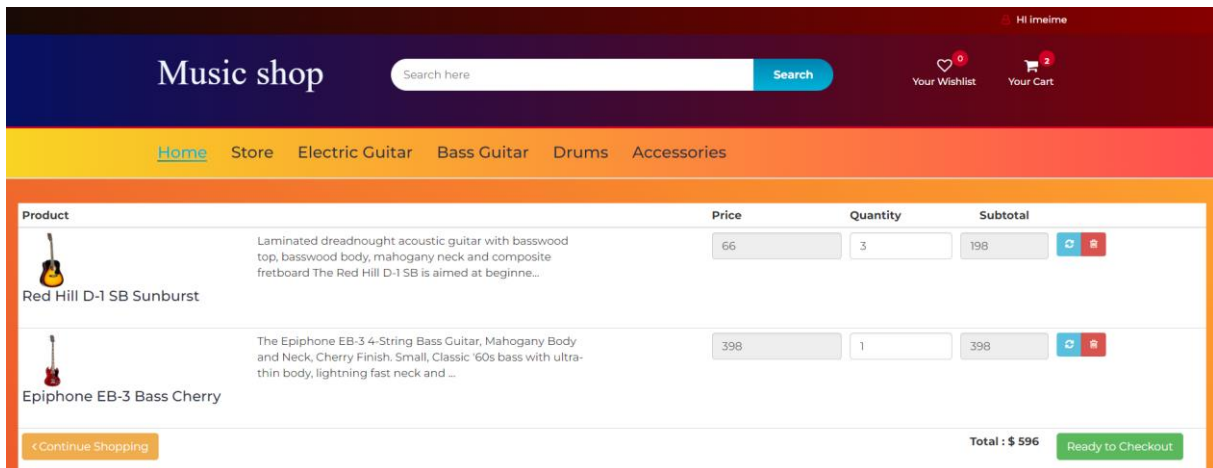 HI imeime
Music shop
Search here
Search
0
Your Wishlist
2
Your Cart
Home Store Electric Guitar Bass Guitar Drums Accessories
Product Price Quantity Subtotal
Laminated dreadnought acoustic guitar with basswood
top, basswood body, mahogany neck and composite
fretboard The Red Hill D-1 SB is aimed at beginne...
66 3 198
Red Hill D-1 SB Sunburst
The Epiphone EB-3 4-String Bass Guitar, Mahogany Body
and Neck, Cherry Finish. Small, Classic '60s bass with ultra-
thin body, lightning fast neck and ...
398 1 398
Epiphone EB-3 Bass Cherry
Continue Shopping
Total : $ 596
Ready to Checkout